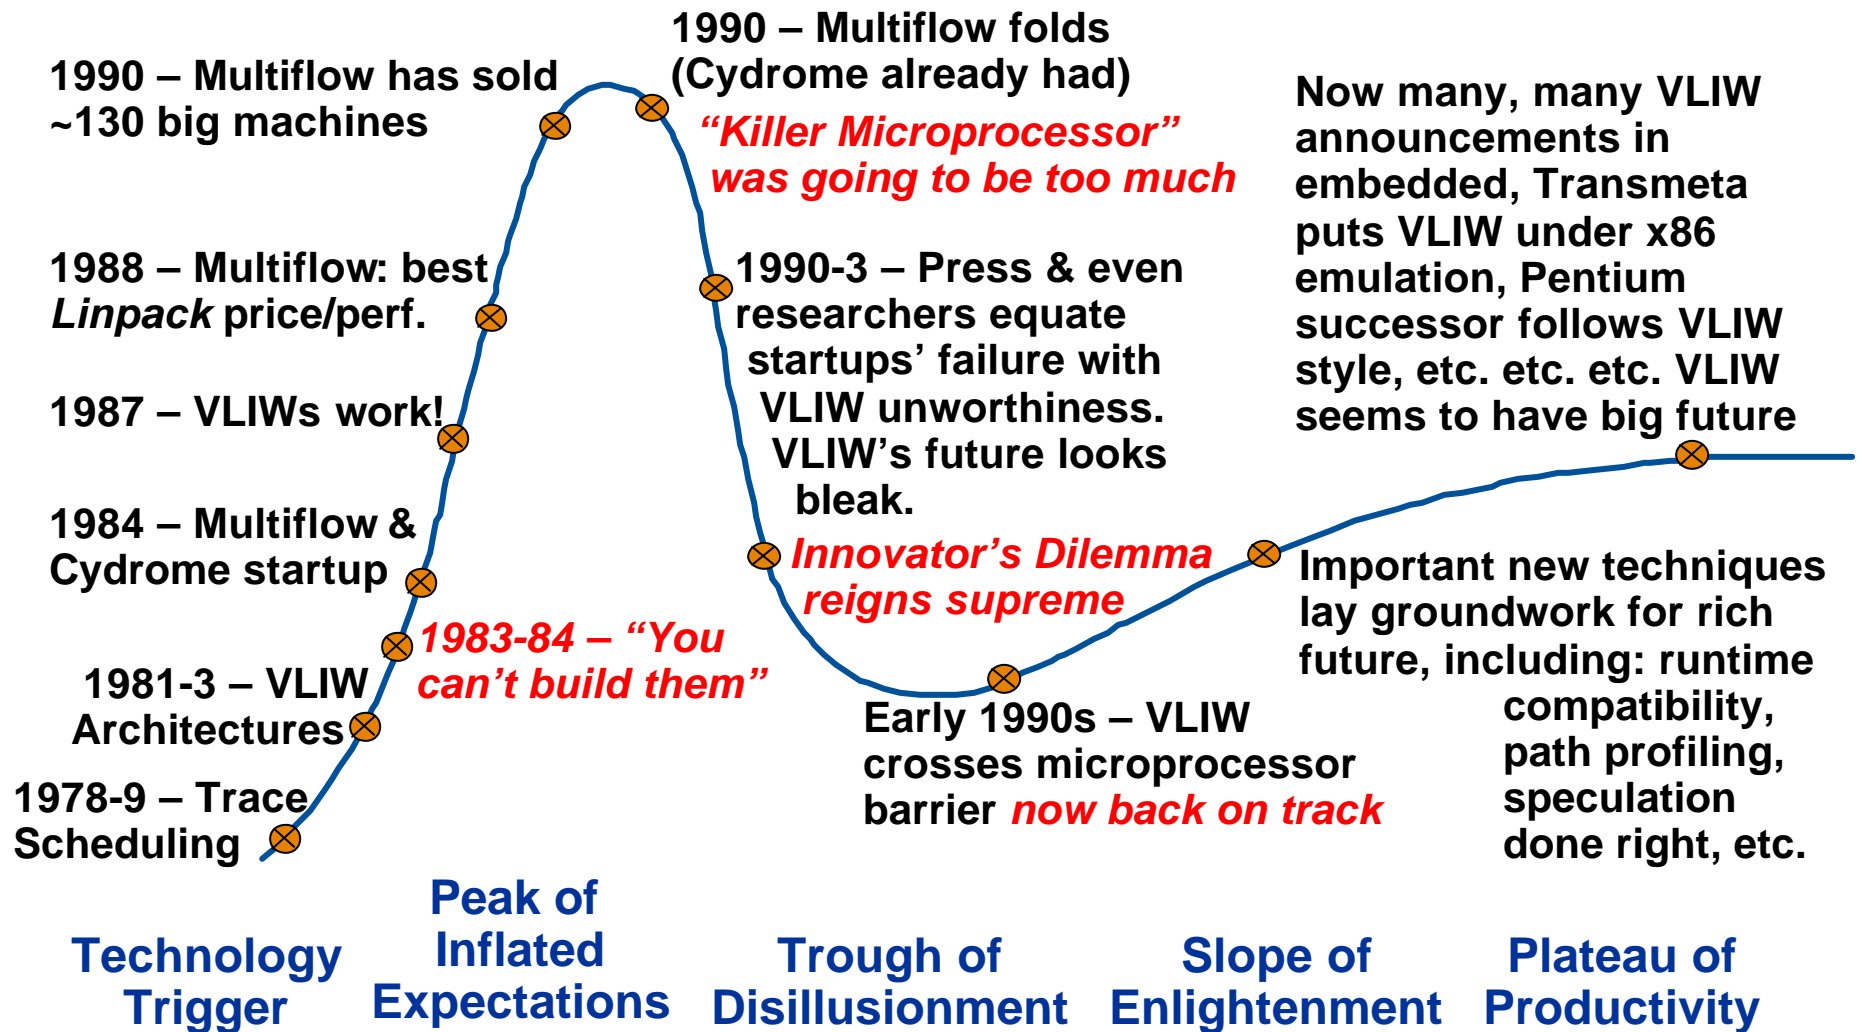 1990 – Multiflow folds
(Cydrome already had)
“Killer Microprocessor”
was going to be too much
1990 – Multiflow has sold
~130 big machines
1988 – Multiflow: best
Linpack price/perf.
1987 – VLIWs work!
1984 – Multiflow &
Cydrome startup
1983-84 – “You
can’t build them”
1981-3 – VLIW
Architectures
1978-9 – Trace
Scheduling
1990-3 – Press & even
researchers equate
startups’ failure with
VLIW unworthiness.
VLIW’s future looks
bleak.
Innovator’s Dilemma
reigns supreme
Early 1990s – VLIW
crosses microprocessor
barrier now back on track
Now many, many VLIW
announcements in
embedded, Transmeta
puts VLIW under x86
emulation, Pentium
successor follows VLIW
style, etc. etc. etc. VLIW
seems to have big future
Important new techniques
lay groundwork for rich
future, including: runtime
compatibility,
path profiling,
speculation
done right, etc.
Technology
Trigger
Peak of
Inflated
Expectations
Trough of
Disillusionment
Slope of
Enlightenment
Plateau of
Productivity